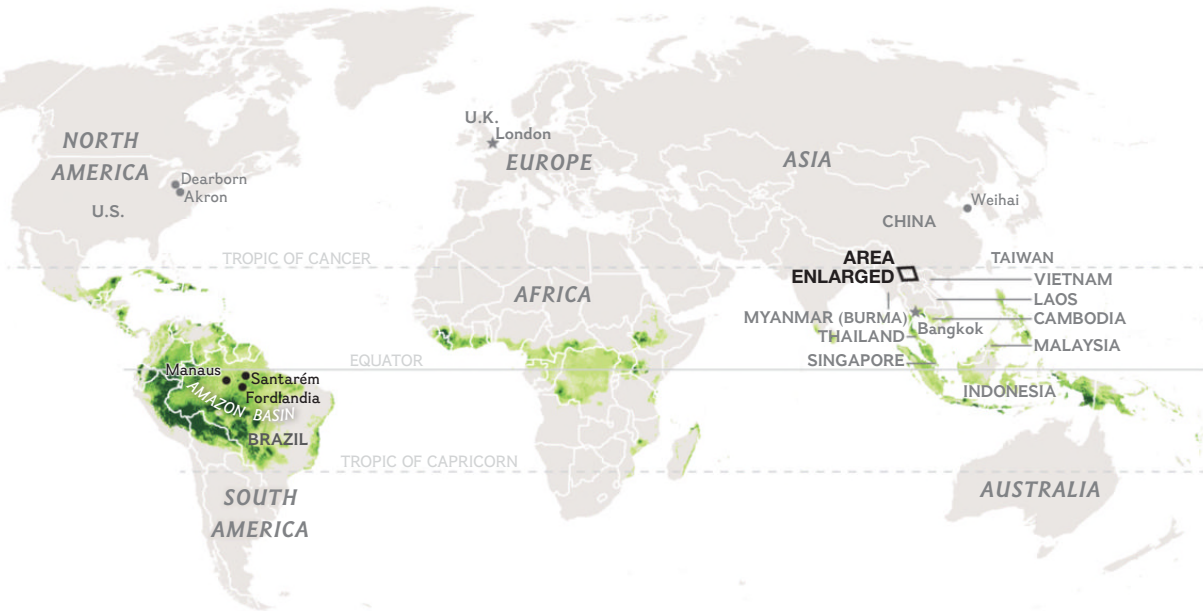 NORTH
AMERICA
U.S.
Dearborn
Akron
U.K.
London
EUROPE
ASIA
CHINA
Weihai
TROPIC OF CANCER
AFRICA
AREA
ENLARGED
TAIWAN
VIETNAM
LAOS
CAMBODIA
MALAYSIA
MYANMAR (BURMA)
Bangkok
THAILAND
SINGAPORE
INDONESIA
EQUATOR
Manaus
Santarém
Fordlandia
AMAZON BASIN
BRAZIL
TROPIC OF CAPRICORN
SOUTH
AMERICA
AUSTRALIA